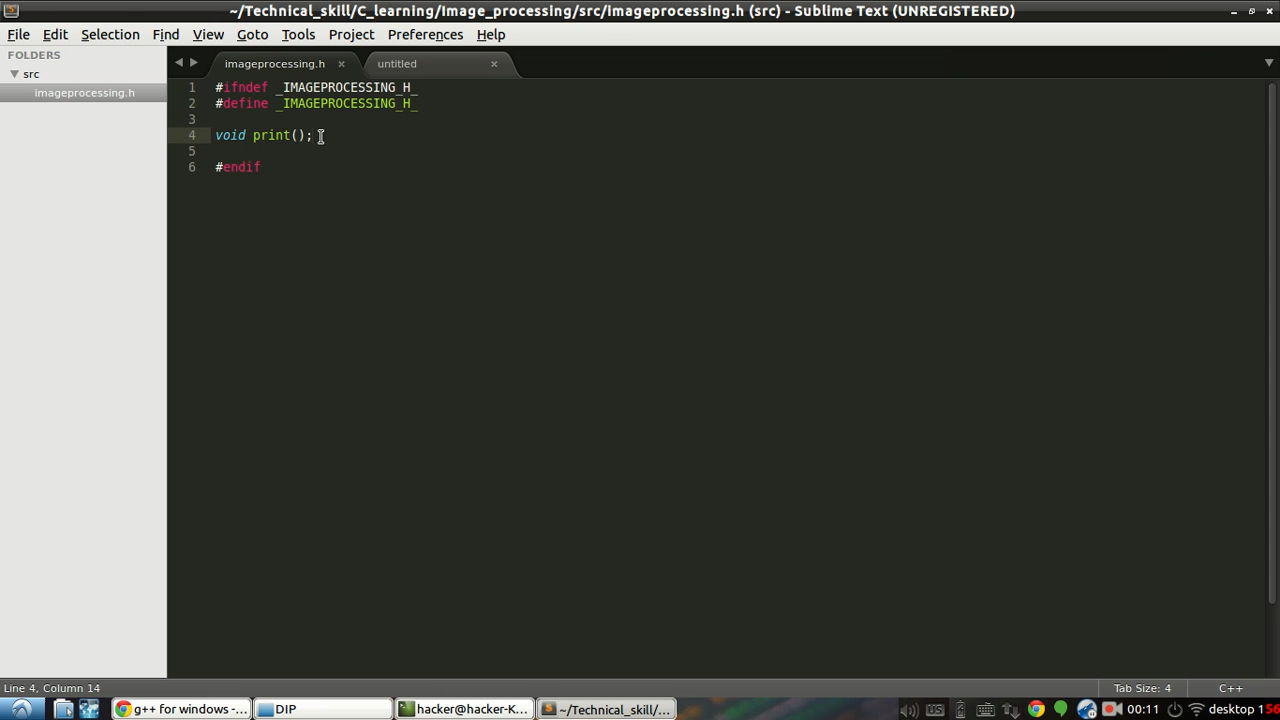 ~/Technical_skill/C_learning/Image_processing/src/imageprocessing.h (src) - Sublime Text (UNREGISTERED)
File Edit Selection Find View Goto Tools Project Preferences Help
FOLDERS
src
imageprocessing.h
imageprocessing.h × untitled ×
1 #ifndef _IMAGEPROCESSING_H_
2 #define _IMAGEPROCESSING_H_
3
4 void print();
5
6 #endif
Line 4, Column 14 Tab Size: 4 C++
g++ for windows -... DIP hacker@hacker-K... ~/Technical_skill/... US 00:11 desktop 1 56